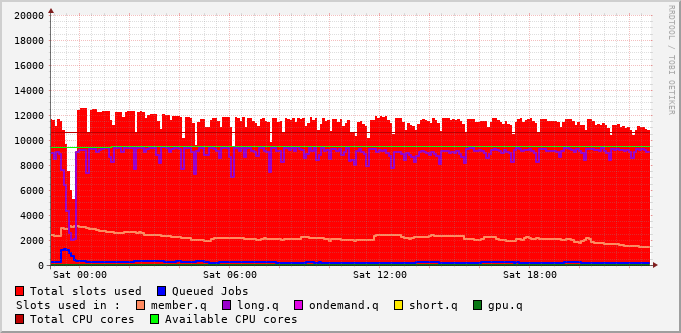 20000
18000
16000
14000
12000
10000
8000
6000
4000
2000
0
Sat 00:00 Sat 06:00 Sat 12:00 Sat 18:00
RRDTOOL / TOBI OETIKER
Total slots used Queued Jobs
Slots used in : member.q long.q ondemand.q short.q gpu.q
Total CPU cores Available CPU cores